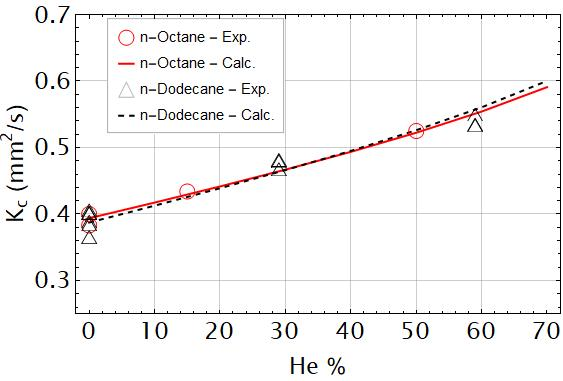 0.7
0.6
0.5
0.4
0.3
K_c (mm²/s)
n−Octane − Exp.
n−Octane − Calc.
n−Dodecane − Exp.
n−Dodecane − Calc.
0 10 20 30 40 50 60 70
He %